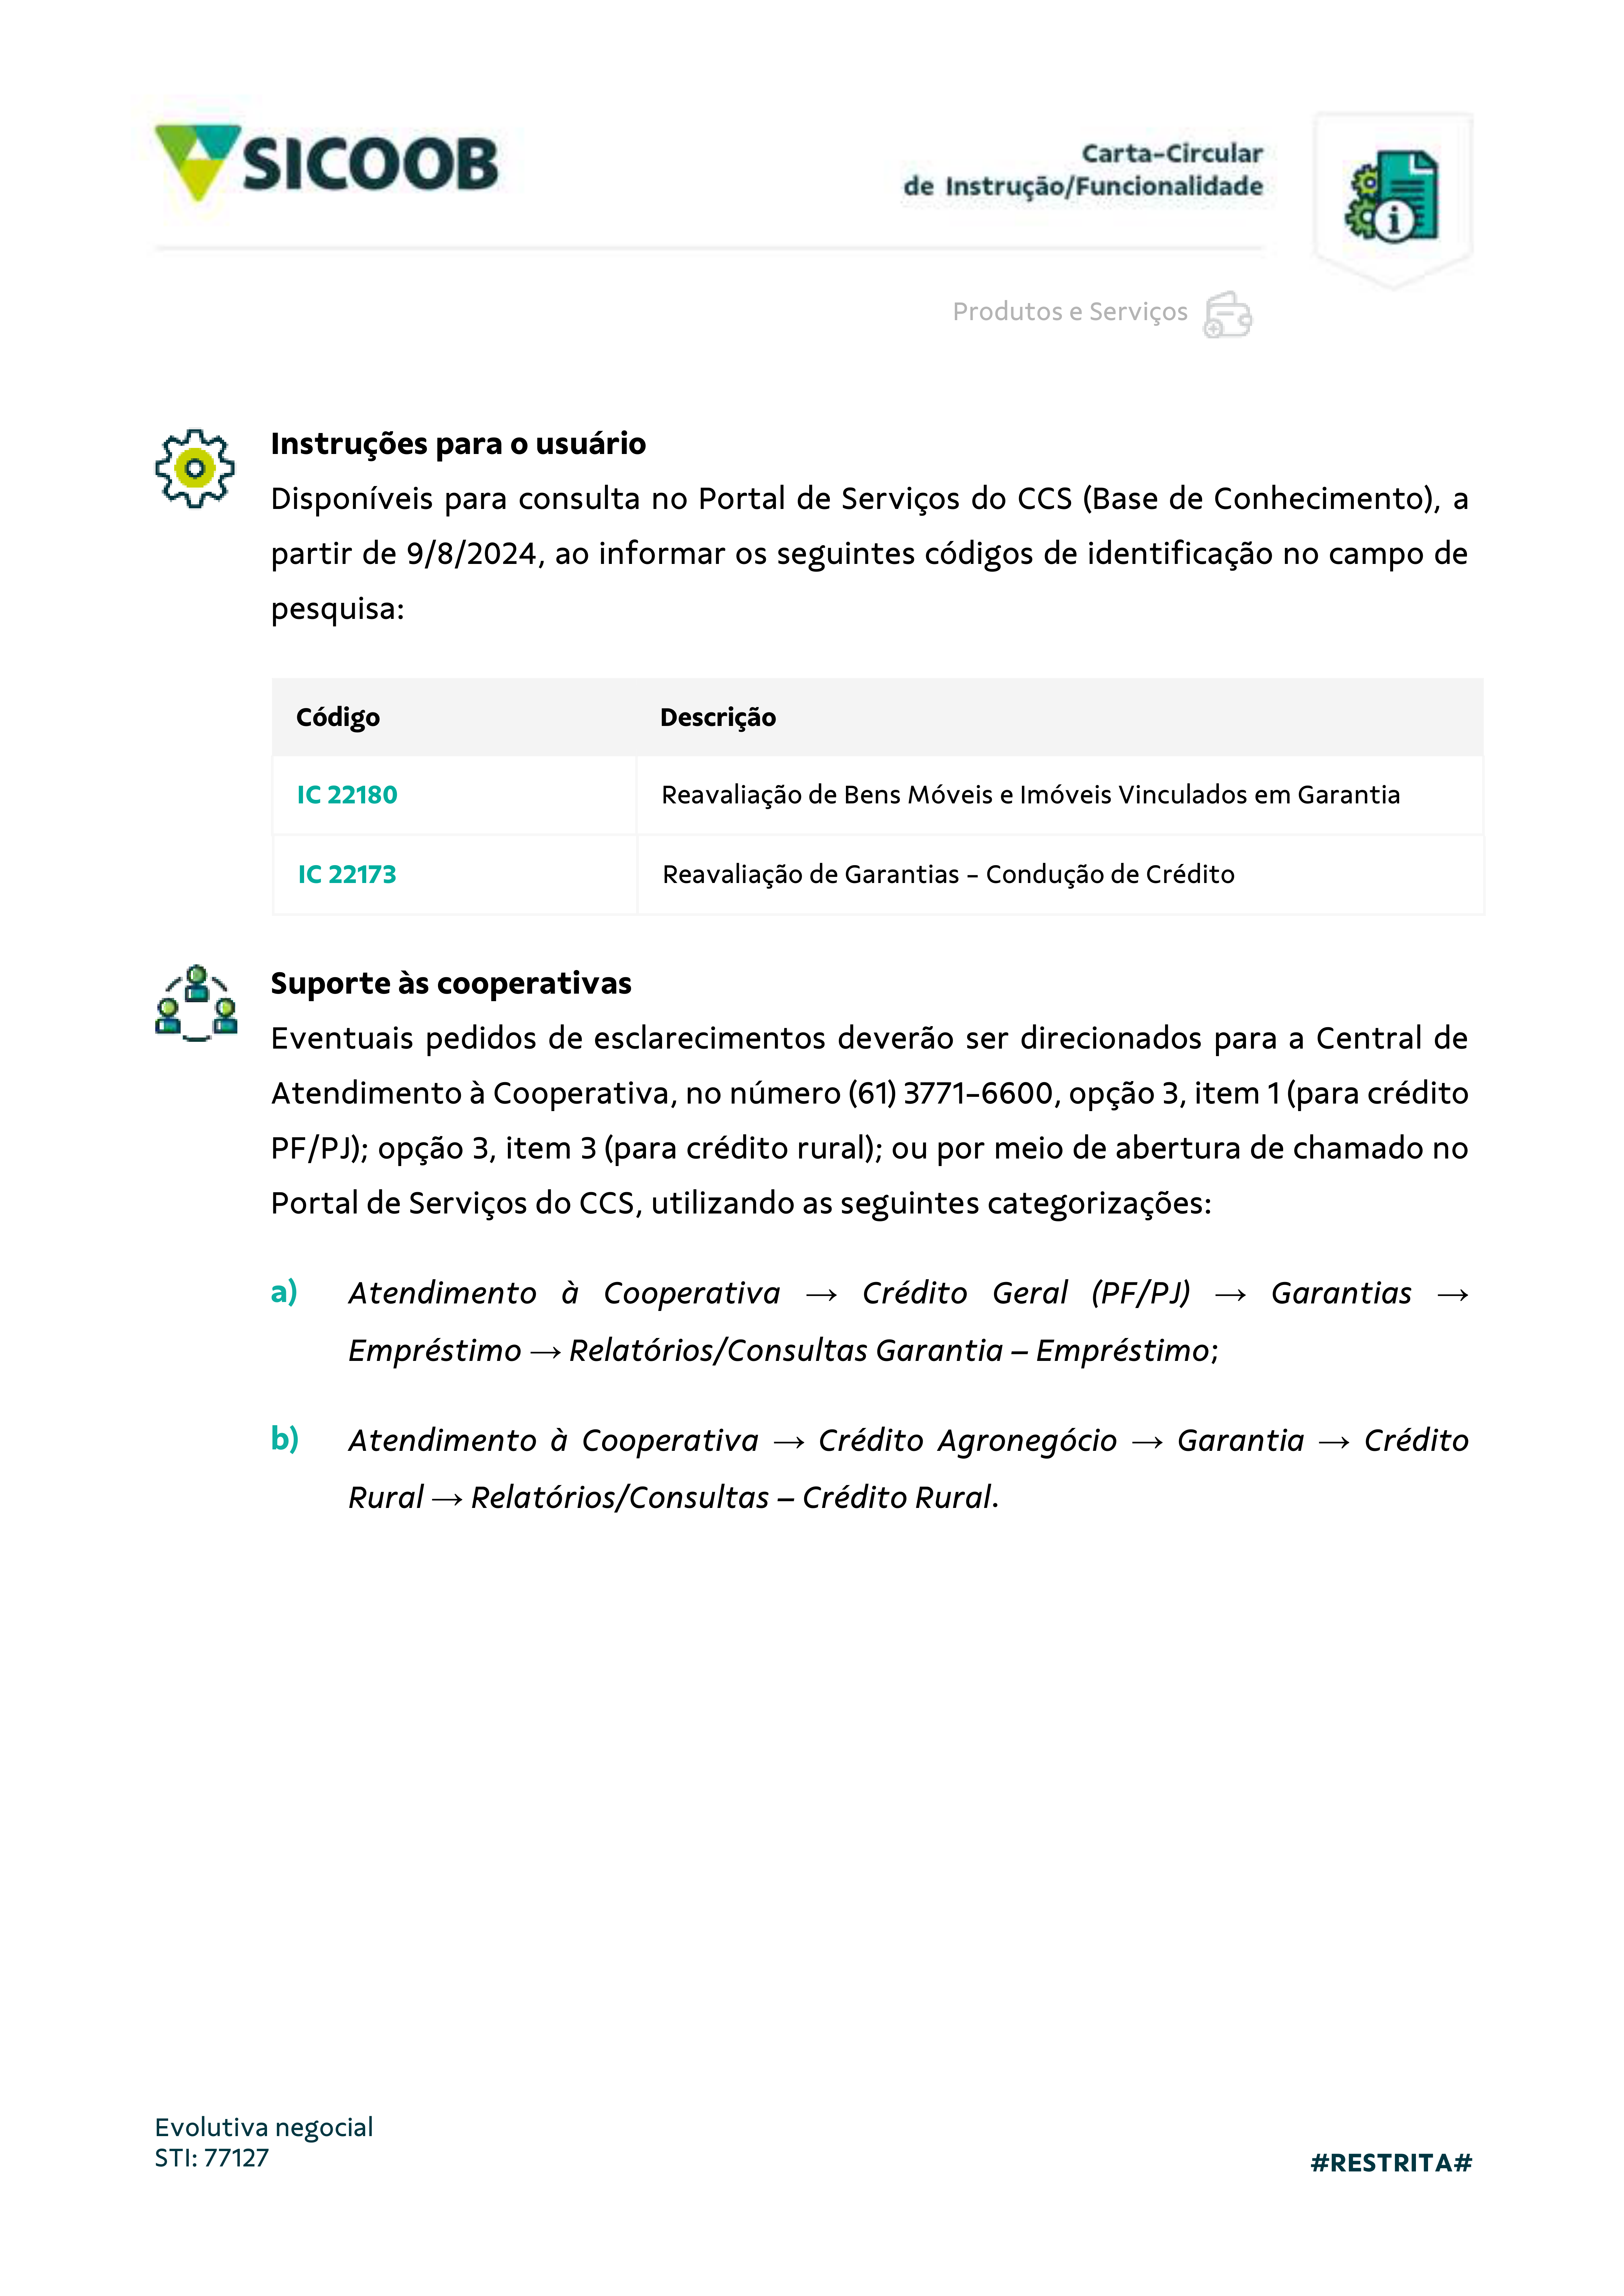 SICOOB
Carta-Circular
de Instrução/Funcionalidade
Produtos e Serviços
Instruções para o usuário
Disponíveis para consulta no Portal de Serviços do CCS (Base de Conhecimento), a
partir de 9/8/2024, ao informar os seguintes códigos de identificação no campo de
pesquisa:
Código Descrição
IC 22180 Reavaliação de Bens Móveis e Imóveis Vinculados em Garantia
IC 22173 Reavaliação de Garantias – Condução de Crédito
Suporte às cooperativas
Eventuais pedidos de esclarecimentos deverão ser direcionados para a Central de
Atendimento à Cooperativa, no número (61) 3771-6600, opção 3, item 1 (para crédito
PF/PJ); opção 3, item 3 (para crédito rural); ou por meio de abertura de chamado no
Portal de Serviços do CCS, utilizando as seguintes categorizações:
a) Atendimento à Cooperativa → Crédito Geral (PF/PJ) → Garantias →
Empréstimo → Relatórios/Consultas Garantia – Empréstimo;
b) Atendimento à Cooperativa → Crédito Agronegócio → Garantia → Crédito
Rural → Relatórios/Consultas – Crédito Rural.
Evolutiva negocial
STI: 77127
#RESTRITA#